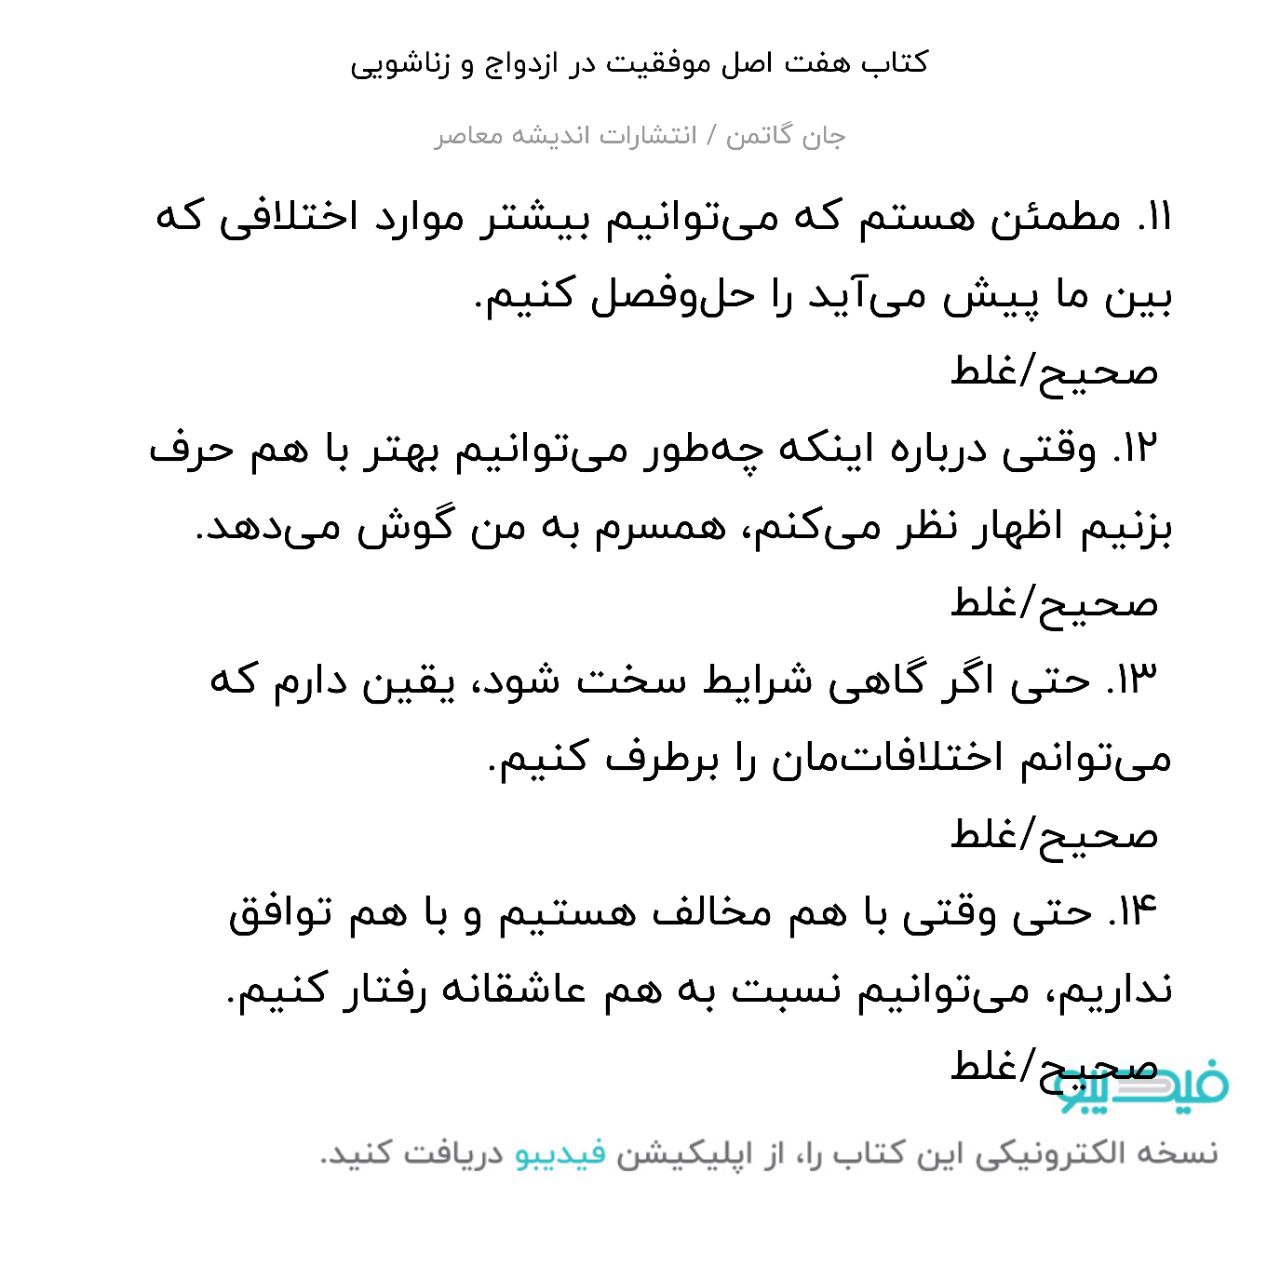 کتاب هفت اصل موفقیت در ازدواج و زناشویی
جان گاتمن / انتشارات اندیشه معاصر
۱۱. مطمئن هستم که می‌توانیم بیشتر موارد اختلافی که
بین ما پیش می‌آید را حل‌وفصل کنیم.
صحیح/غلط
۱۲. وقتی درباره اینکه چه‌طور می‌توانیم بهتر با هم حرف
بزنیم اظهار نظر می‌کنم، همسرم به من گوش می‌دهد.
صحیح/غلط
۱۳. حتی اگر گاهی شرایط سخت شود، یقین دارم که
می‌توانم اختلافات‌مان را برطرف کنیم.
صحیح/غلط
۱۴. حتی وقتی با هم مخالف هستیم و با هم توافق
نداریم، می‌توانیم نسبت به هم عاشقانه رفتار کنیم.
صحیح/غلط
فیدیبو
نسخه الکترونیکی این کتاب را، از اپلیکیشن فیدیبو دریافت کنید.